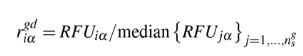 r_{iα}^{gd} = RFU_{iα}/median{RFU_{jα}}_{j=1,...,n_s^g}